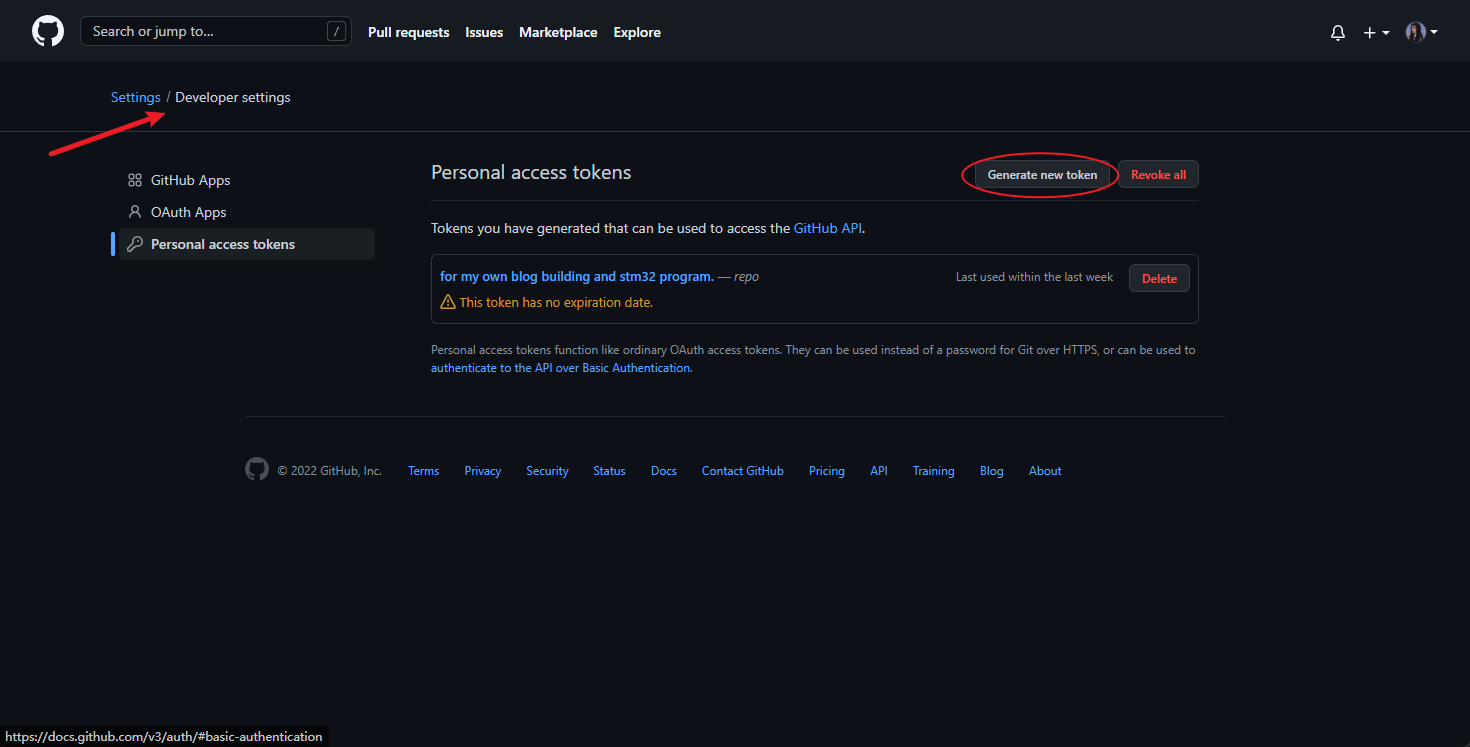 Search or jump to... / Pull requests Issues Marketplace Explore
Settings / Developer settings
GitHub Apps
OAuth Apps
Personal access tokens
Personal access tokens Generate new token Revoke all
Tokens you have generated that can be used to access the GitHub API.
for my own blog building and stm32 program. — repo Last used within the last week Delete
This token has no expiration date.
Personal access tokens function like ordinary OAuth access tokens. They can be used instead of a password for Git over HTTPS, or can be used to
authenticate to the API over Basic Authentication.
© 2022 GitHub, Inc. Terms Privacy Security Status Docs Contact GitHub Pricing API Training Blog About
https://docs.github.com/v3/auth/#basic-authentication